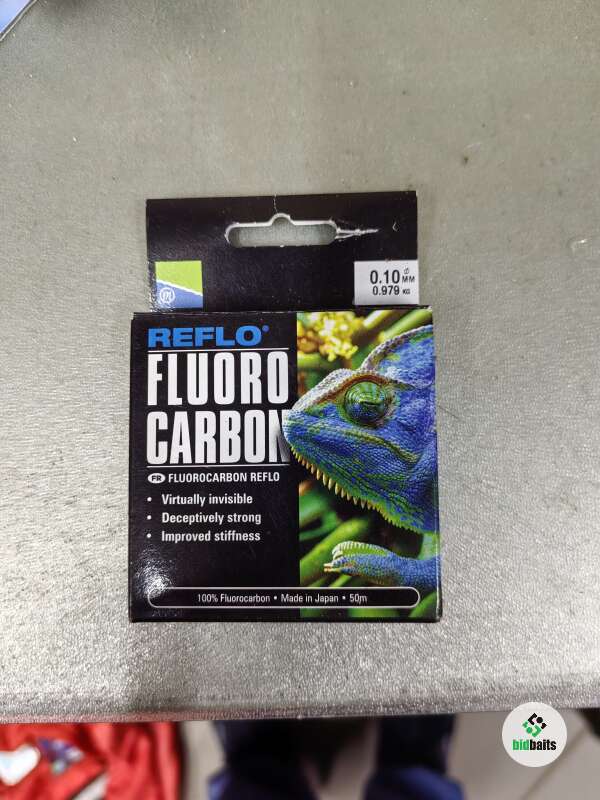 0.10 Ø MM
0.979 KG
REFLO®
FLUORO
CARBON
FR FLUOROCARBON REFLO
• Virtually invisible
• Deceptively strong
• Improved stiffness
100% Fluorocarbon • Made in Japan • 50m
bidbaits